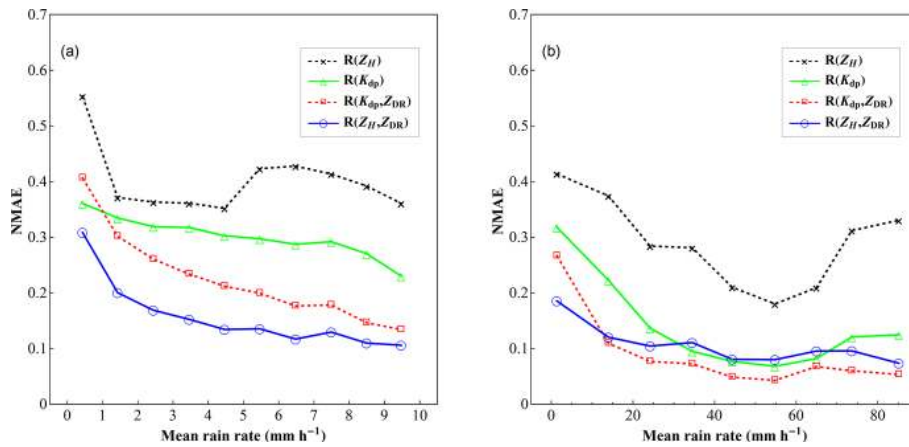 (a)
R(Z_H)
R(K_dp)
R(K_dp,Z_DR)
R(Z_H,Z_DR)
NMAE
0.7
0.6
0.5
0.4
0.3
0.2
0.1
0
0 1 2 3 4 5 6 7 8 9 10
Mean rain rate (mm h⁻¹)
(b)
R(Z_H)
R(K_dp)
R(K_dp,Z_DR)
R(Z_H,Z_DR)
NMAE
0.7
0.6
0.5
0.4
0.3
0.2
0.1
0
0 20 40 60 80
Mean rain rate (mm h⁻¹)